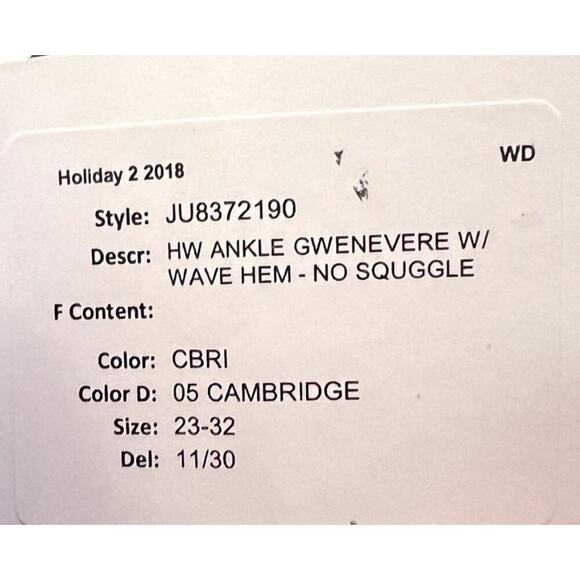 WD
Holiday 2 2018
Style: JU8372190
Descr: HW ANKLE GWENEVERE W/
WAVE HEM - NO SQUGGLE
F Content:
Color: CBRI
Color D: 05 CAMBRIDGE
Size: 23-32
Del: 11/30